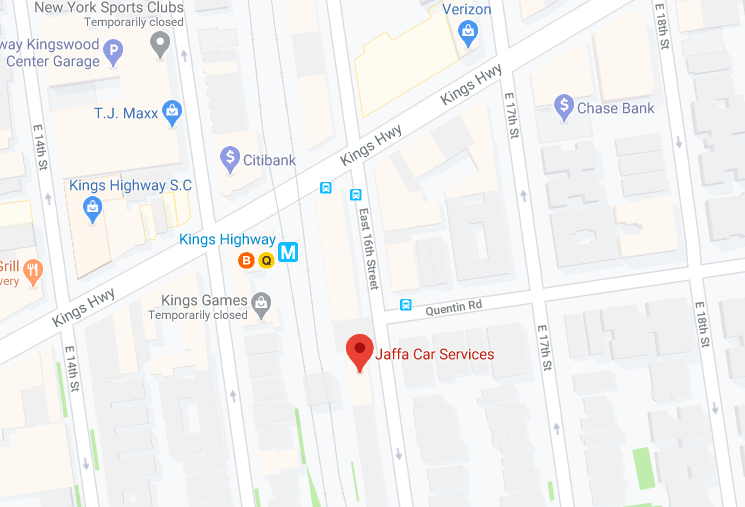 New York Sports Clubs
Temporarily closed
Verizon
way Kingswood
Center Garage
P
E 18th St
Kings Hwy
T.J. Maxx
E 14th St
E 17th St
$
Chase Bank
Kings Hwy
$
Citibank
Kings Highway S.C
East 16th Street
Kings Highway
M
B
Q
Grill
very
Kings Hwy
Kings Games
Temporarily closed
Quentin Rd
E 14th St
E 17th St
E 18th St
Jaffa Car Services